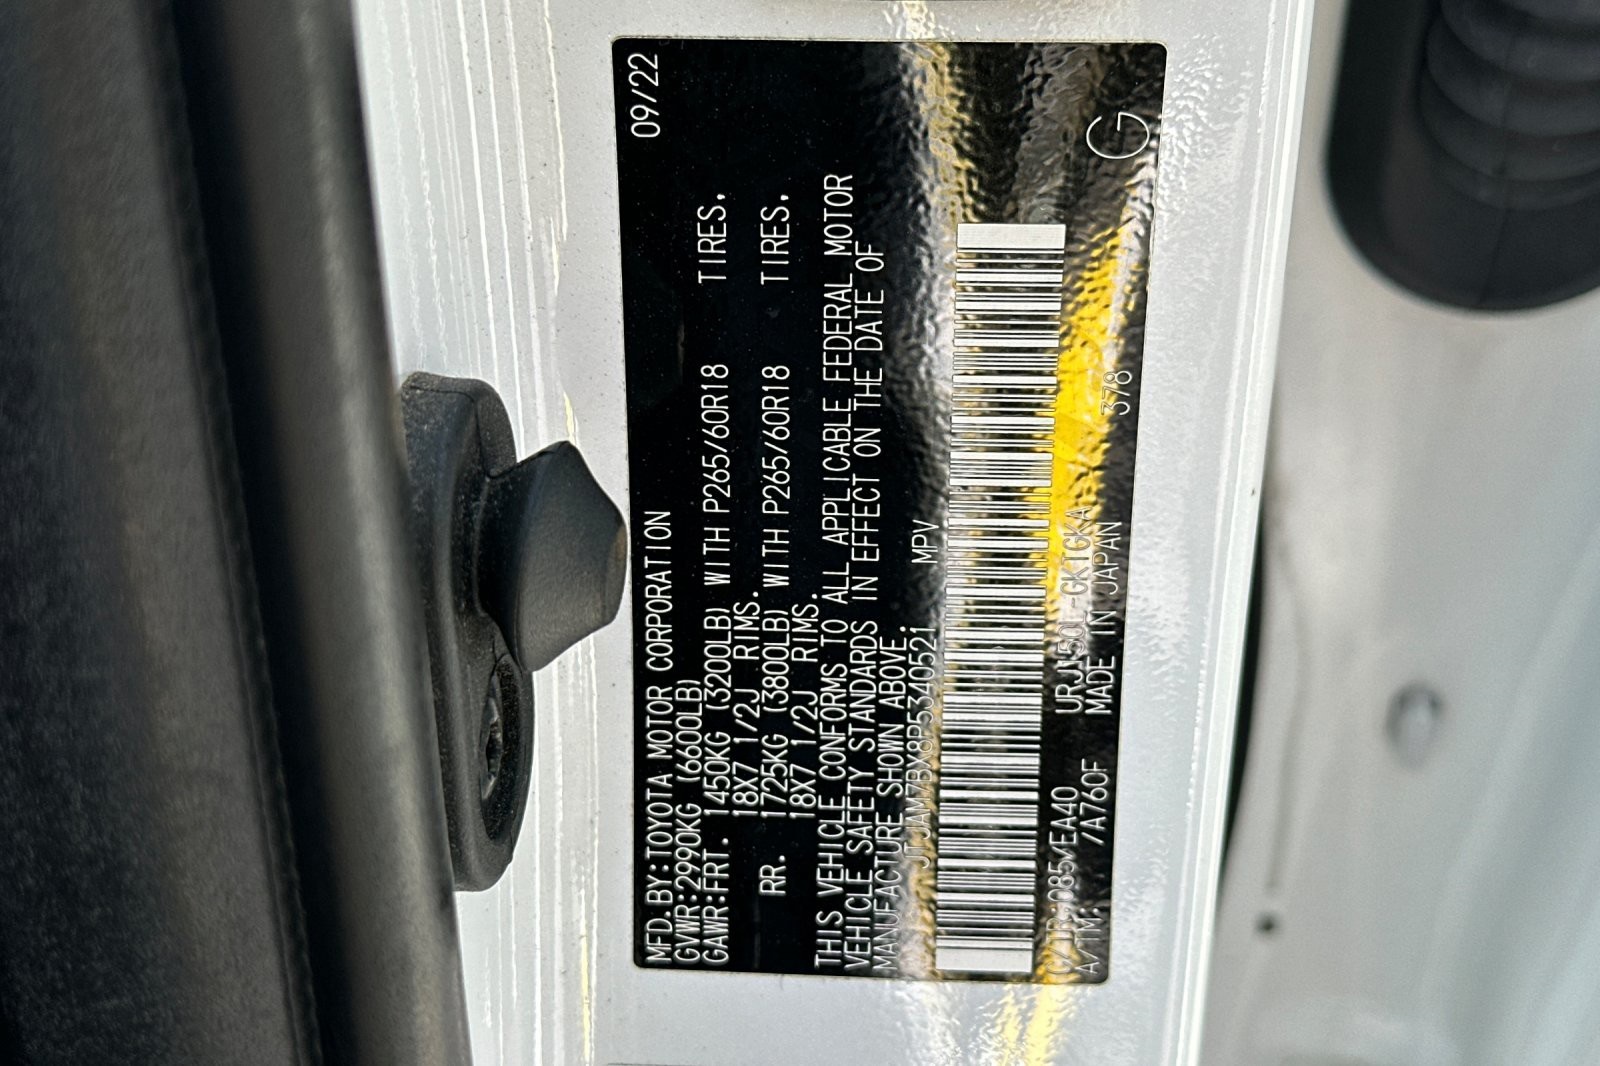 MFD.BY:TOYOTA MOTOR CORPORATION 09/22
GVWR:2990KG (6600LB)
GAWR:FRT. 1450KG (3200LB) WITH P265/60R18 TIRES,
18X7 1/2J RIMS.
RR. 1725KG (3800LB) WITH P265/60R18 TIRES,
18X7 1/2J RIMS.
THIS VEHICLE CONFORMS TO ALL APPLICABLE FEDERAL MOTOR
VEHICLE SAFETY STANDARDS IN EFFECT ON THE DATE OF
MANUFACTURE SHOWN ABOVE.
JTJAM7BX8P5340521 MPV
C/TR:085/EA40 URJ150L-GKTGKA 378
A/TM: /A760F MADE IN JAPAN G